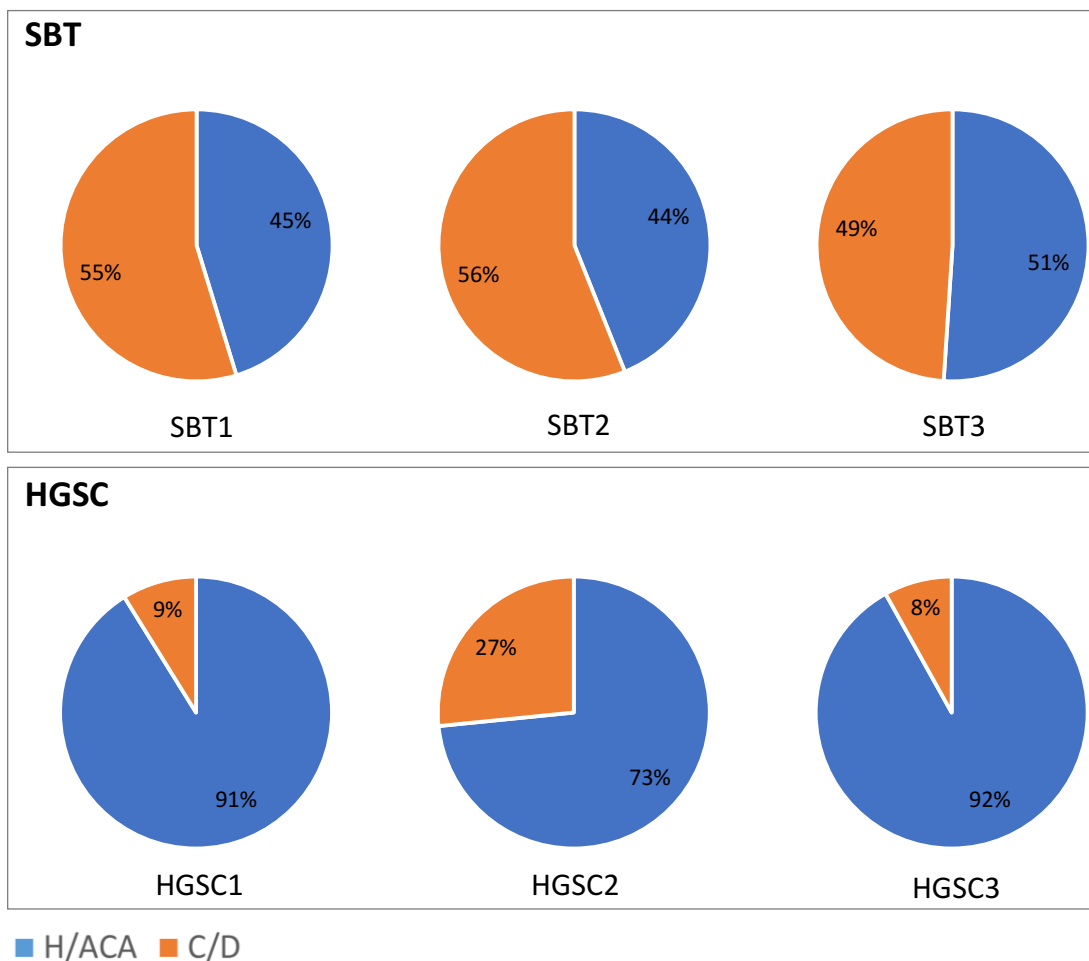 SBT
45%
55%
44%
56%
49%
51%
SBT1
SBT2
SBT3
HGSC
9%
91%
27%
73%
8%
92%
HGSC1
HGSC2
HGSC3
H/ACA C/D